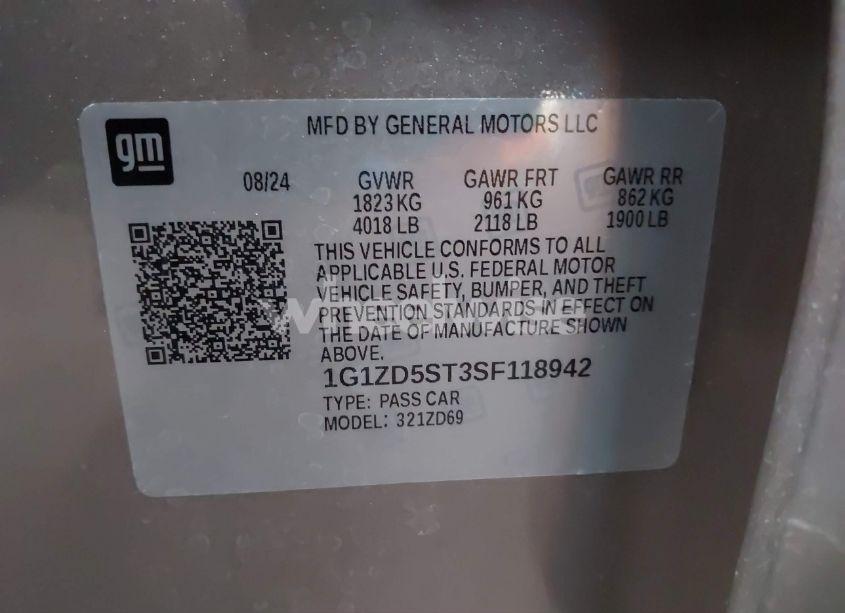 gm
MFD BY GENERAL MOTORS LLC
08/24 GVWR GAWR FRT GAWR RR
1823 KG 961 KG 862 KG
4018 LB 2118 LB 1900 LB
THIS VEHICLE CONFORMS TO ALL
APPLICABLE U.S. FEDERAL MOTOR
VEHICLE SAFETY, BUMPER, AND THEFT
PREVENTION STANDARDS IN EFFECT ON
THE DATE OF MANUFACTURE SHOWN
ABOVE.
1G1ZD5ST3SF118942
TYPE: PASS CAR
MODEL: 321ZD69